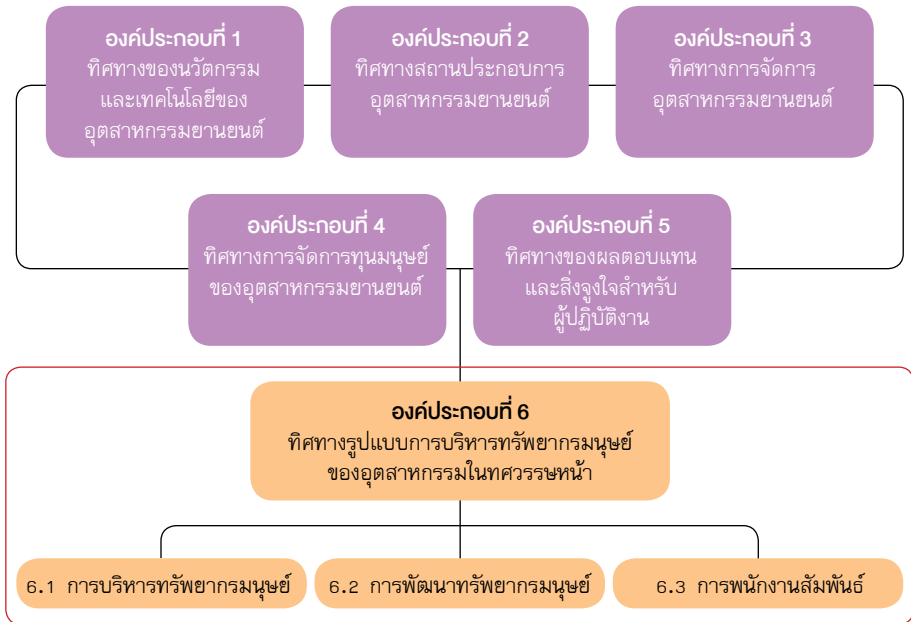 องค์ประกอบที่ 1
ทิศทางของนวัตกรรม
และเทคโนโลยีของ
อุตสาหกรรมยานยนต์
องค์ประกอบที่ 2
ทิศทางสถานประกอบการ
อุตสาหกรรมยานยนต์
องค์ประกอบที่ 3
ทิศทางการจัดการ
อุตสาหกรรมยานยนต์
องค์ประกอบที่ 4
ทิศทางการจัดการทุนมนุษย์
ของอุตสาหกรรมยานยนต์
องค์ประกอบที่ 5
ทิศทางของผลตอบแทน
และสิ่งจูงใจสำหรับ
ผู้ปฏิบัติงาน
องค์ประกอบที่ 6
ทิศทางรูปแบบการบริหารทรัพยากรมนุษย์
ของอุตสาหกรรมในทศวรรษหน้า
6.1 การบริหารทรัพยากรมนุษย์
6.2 การพัฒนาทรัพยากรมนุษย์
6.3 การพนักงานสัมพันธ์